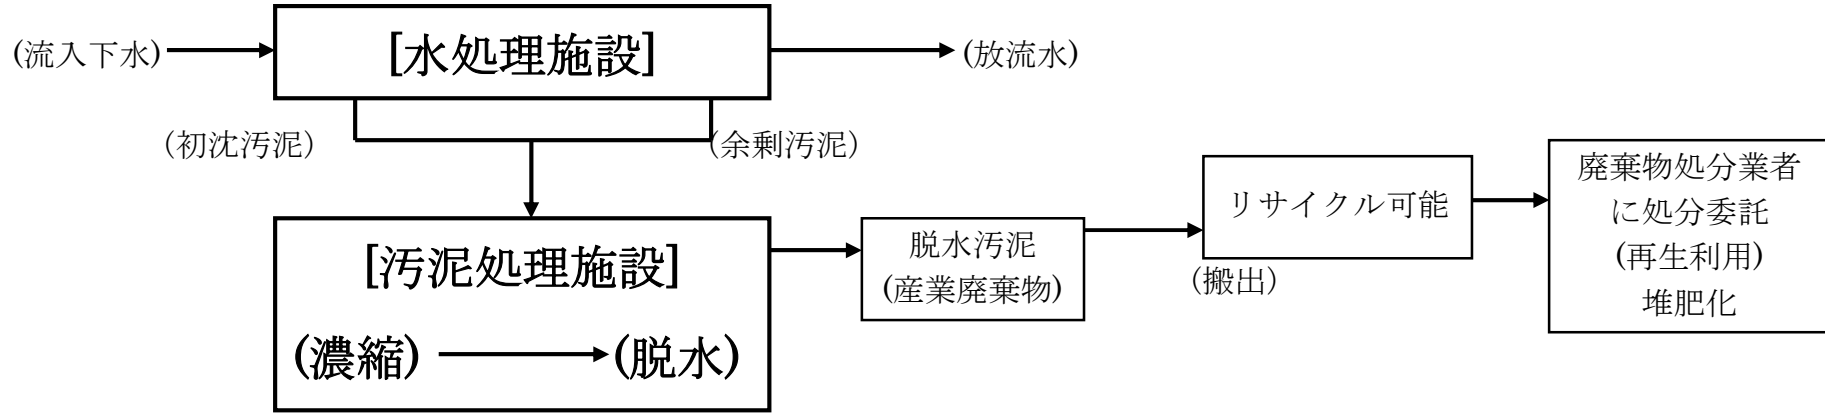 (流入下水)
[水処理施設]
(放流水)
(初沈汚泥)
(余剰汚泥)
[汚泥処理施設]
(濃縮)
(脱水)
脱水汚泥
(産業廃棄物)
(搬出)
リサイクル可能
廃棄物処分業者
に処分委託
(再生利用)
堆肥化